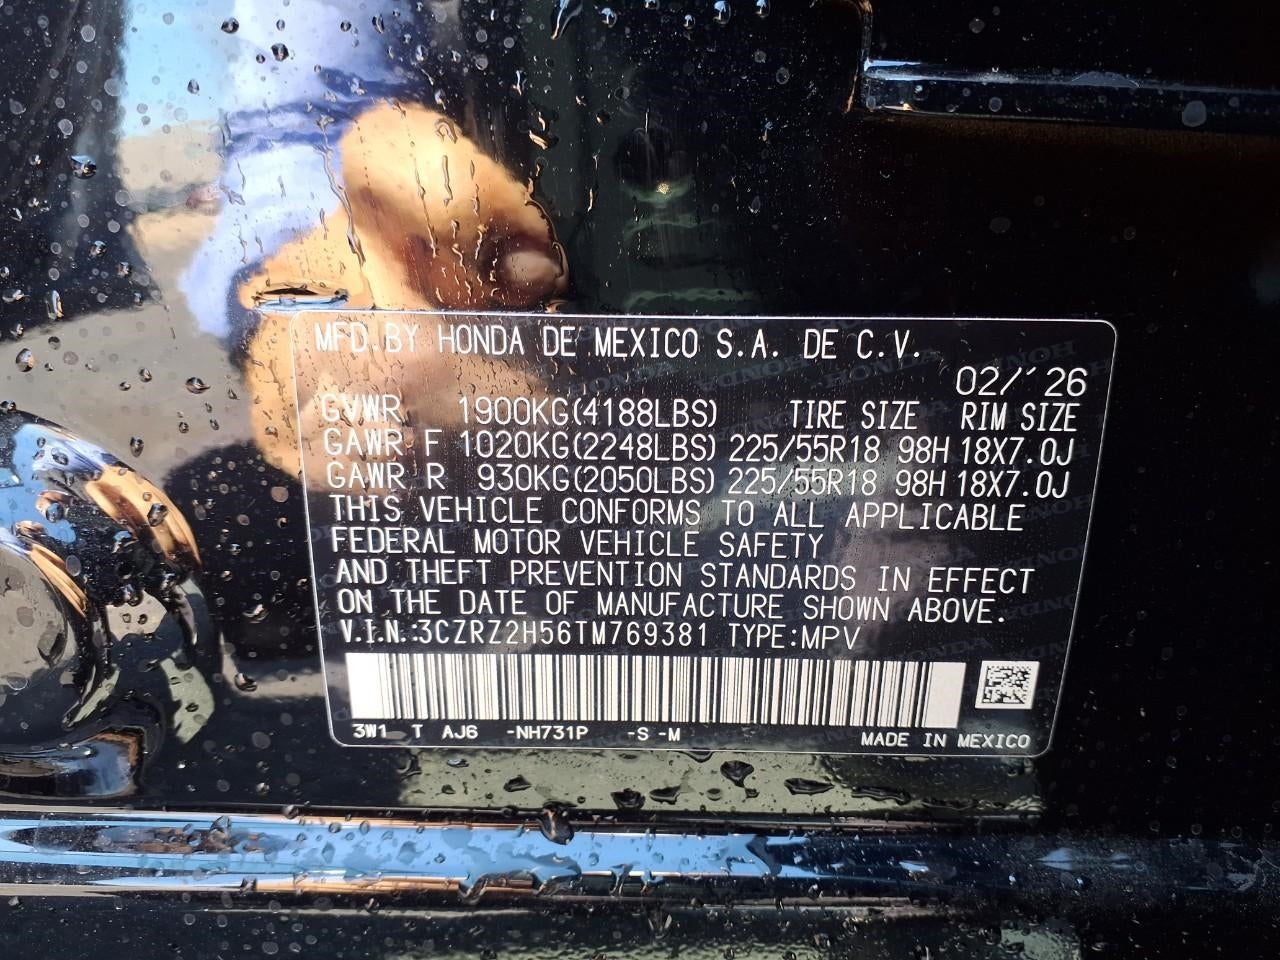 MFD. BY HONDA DE MEXICO S.A. DE C.V.
02/´26
GVWR 1900KG(4188LBS) TIRE SIZE RIM SIZE
GAWR F 1020KG(2248LBS) 225/55R18 98H 18X7.0J
GAWR R 930KG(2050LBS) 225/55R18 98H 18X7.0J
THIS VEHICLE CONFORMS TO ALL APPLICABLE
FEDERAL MOTOR VEHICLE SAFETY
AND THEFT PREVENTION STANDARDS IN EFFECT
ON THE DATE OF MANUFACTURE SHOWN ABOVE.
V.I.N.:3CZRZ2H56TM769381 TYPE:MPV
3W1 T AJ6 -NH731P -S -M
MADE IN MEXICO